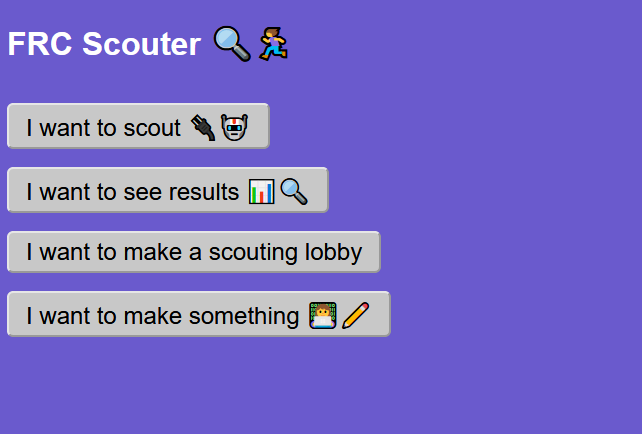 FRC Scouter 🔍🏃‍♀️
I want to scout 🔌🤖
I want to see results 📊🔍
I want to make a scouting lobby
I want to make something 👨‍💻✏️